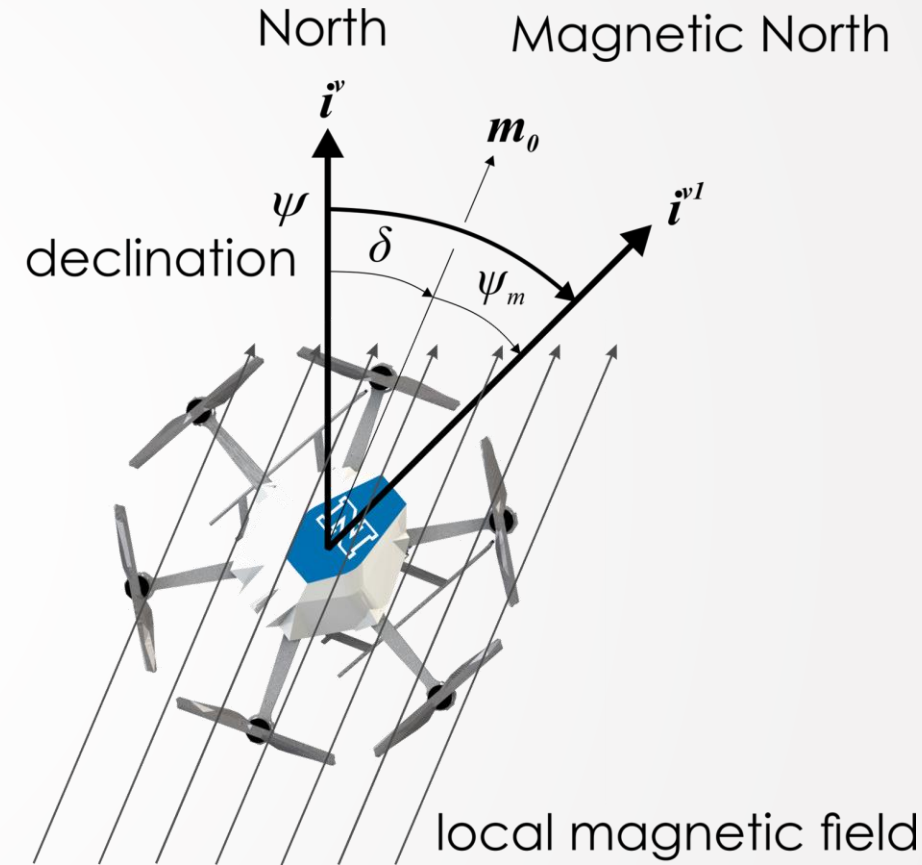 North
Magnetic North
i^v
m_0
i^{v1}
ψ
declination
δ
ψ_m
N
local magnetic field